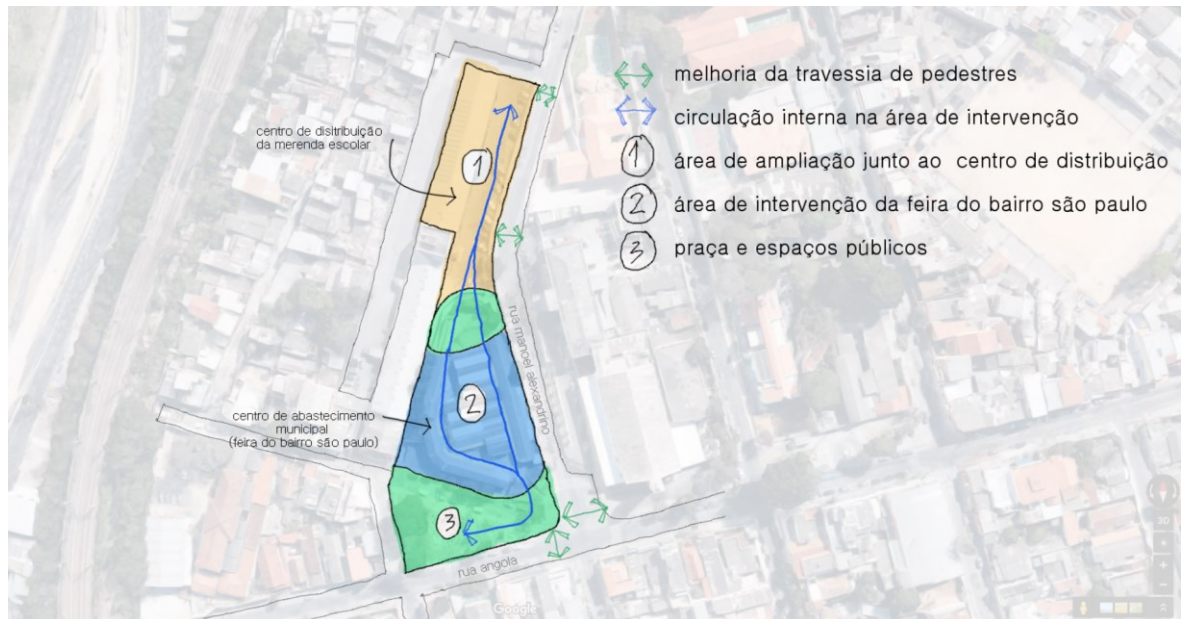 melhoria da travessia de pedestres
circulação interna na área de intervenção
1 área de ampliação junto ao centro de distribuição
2 área de intervenção da feira do bairro são paulo
3 praça e espaços públicos
centro de disitribuição
da merenda escolar
1
rua manoel alexandrino
2
centro de abastecimento
municipal
(feira do bairro são paulo)
3
rua angola
Google
3D